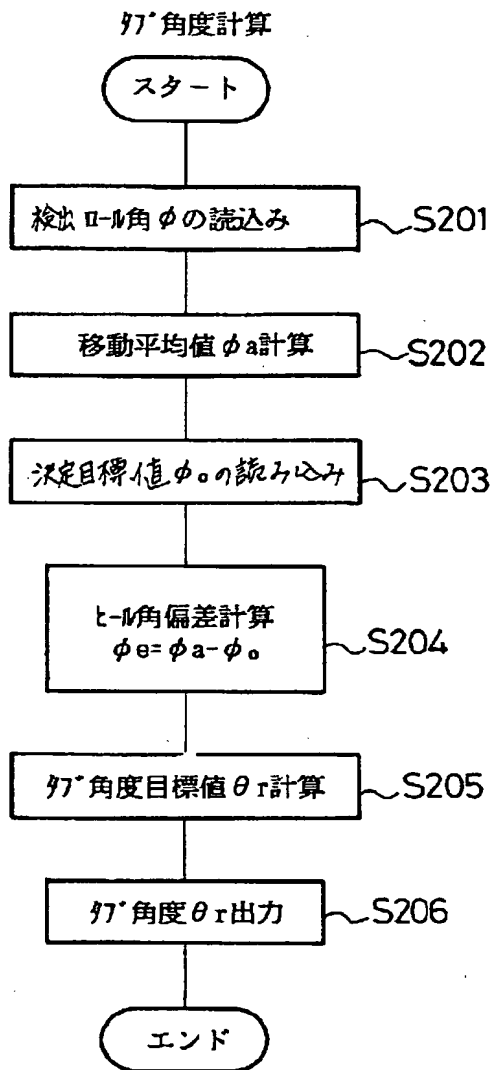 ﾀﾌﾞ角度計算
スタート
検出ﾛｰﾙ角φの読込み
S201
移動平均値φa計算
S202
決定目標値φ₀の読み込み
S203
ﾋｰﾙ角偏差計算
φe=φa-φ₀
S204
ﾀﾌﾞ角度目標値θr計算
S205
ﾀﾌﾞ角度θr出力
S206
エンド